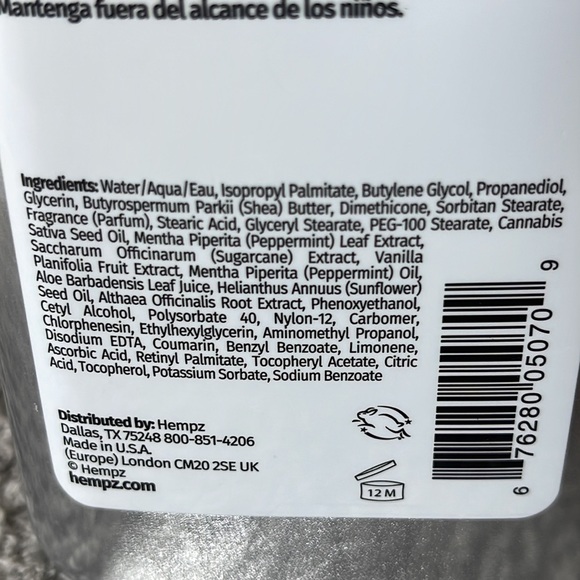 Mantenga fuera del alcance de los niños.
Ingredients: Water/Aqua/Eau, Isopropyl Palmitate, Butylene Glycol, Propanediol,
Glycerin, Butyrospermum Parkii (Shea) Butter, Dimethicone, Sorbitan Stearate,
Fragrance (Parfum), Stearic Acid, Glyceryl Stearate, PEG-100 Stearate, Cannabis
Sativa Seed Oil, Mentha Piperita (Peppermint) Leaf Extract,
Saccharum Officinarum (Sugarcane) Extract, Vanilla
Planifolia Fruit Extract, Mentha Piperita (Peppermint) Oil,
Aloe Barbadensis Leaf Juice, Helianthus Annuus (Sunflower)
Seed Oil, Althaea Officinalis Root Extract, Phenoxyethanol,
Cetyl Alcohol, Polysorbate 40, Nylon-12, Carbomer,
Chlorphenesin, Ethylhexylglycerin, Aminomethyl Propanol,
Disodium EDTA, Coumarin, Benzyl Benzoate, Limonene,
Ascorbic Acid, Retinyl Palmitate, Tocopheryl Acetate, Citric
Acid, Tocopherol, Potassium Sorbate, Sodium Benzoate
Distributed by: Hempz
Dallas, TX 75248 800-851-4206
Made in U.S.A.
(Europe) London CM20 2SE UK
© Hempz
hempz.com
12 M
6 76280 05070 9